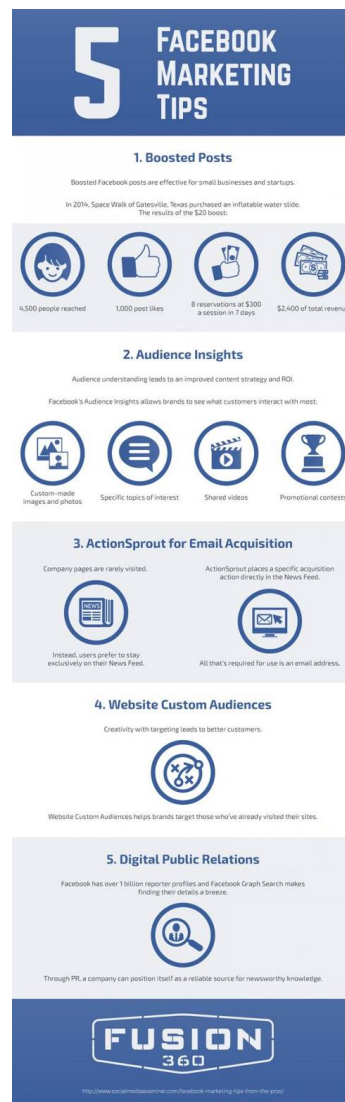 5
FACEBOOK
MARKETING
TIPS
1. Boosted Posts
Boosted Facebook posts are effective for small businesses and startups.
In 2014, Space Walk of Gatesville, Texas purchased an inflatable water slide.
The results of the $20 boost:
4,500 people reached
1,000 post likes
8 reservations at $300
a session in 7 days
$2,400 of total revenu
2. Audience Insights
Audience understanding leads to an improved content strategy and ROI.
Facebook's Audience Insights allows brands to see what customers interact with most:
Custom-made
images and photos
Specific topics of interest
Shared videos
Promotional contests
3. ActionSprout for Email Acquisition
Company pages are rarely visited.
NEWS
Instead, users prefer to stay
exclusively on their News Feed.
ActionSprout places a specific acquisition
action directly in the News Feed.
All that's required for use is an email address.
4. Website Custom Audiences
Creativity with targeting leads to better customers.
Website Custom Audiences helps brands target those who've already visited their sites.
5. Digital Public Relations
Facebook has over 1 billion reporter profiles and Facebook Graph Search makes
finding their details a breeze.
Through PR, a company can position itself as a reliable source for newsworthy knowledge.
FUSION
360
http://www.socialmediaexaminer.com/facebook-marketing-tips-from-the-pros/